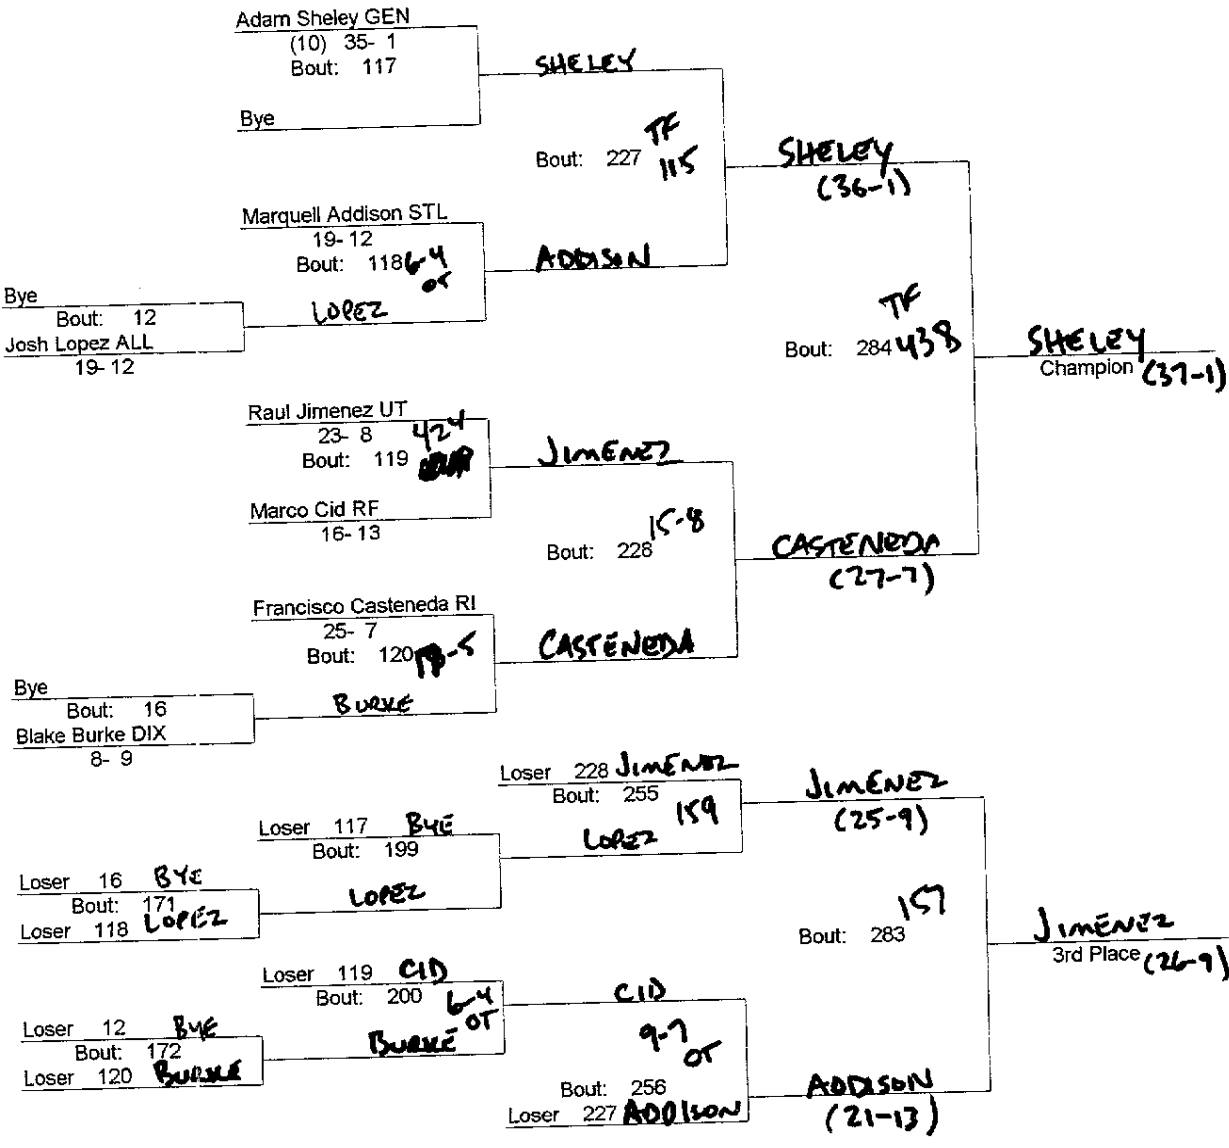 Adam Sheley GEN
(10) 35- 1
Bout: 117
SHELEY
Bye
Bout: 227
TF
115
SHELEY
(36-1)
Marquell Addison STL
19- 12
Bout: 118 6-4
OT
ADDISON
Bye
Bout: 12
LOPEZ
Josh Lopez ALL
19- 12
TF
Bout: 284 438
SHELEY
Champion (37-1)
Raul Jimenez UT
23- 8 424
Bout: 119
JIMENEZ
Marco Cid RF
16- 13
Bout: 228 15-8
CASTENEDA
(27-7)
Francisco Casteneda RI
25- 7
Bout: 120 -5
CASTENEDA
Bye
Bout: 16
BURKE
Blake Burke DIX
8- 9
Loser 228 JIMENEZ
Bout: 255 159
JIMENEZ
(25-9)
Loser 117 BYE
Bout: 199
LOPEZ
Loser 16 BYE
Bout: 171
LOPEZ
Loser 118 LOPEZ
Bout: 283 157
JIMENEZ
3rd Place (26-9)
Loser 119 CID
Bout: 200 6-4
OT
CID
Loser 12 BYE
Bout: 172
BURKE
9-7
OT
Loser 120 BURKE
Bout: 256
ADDISON
Loser 227 ADDISON
(21-13)